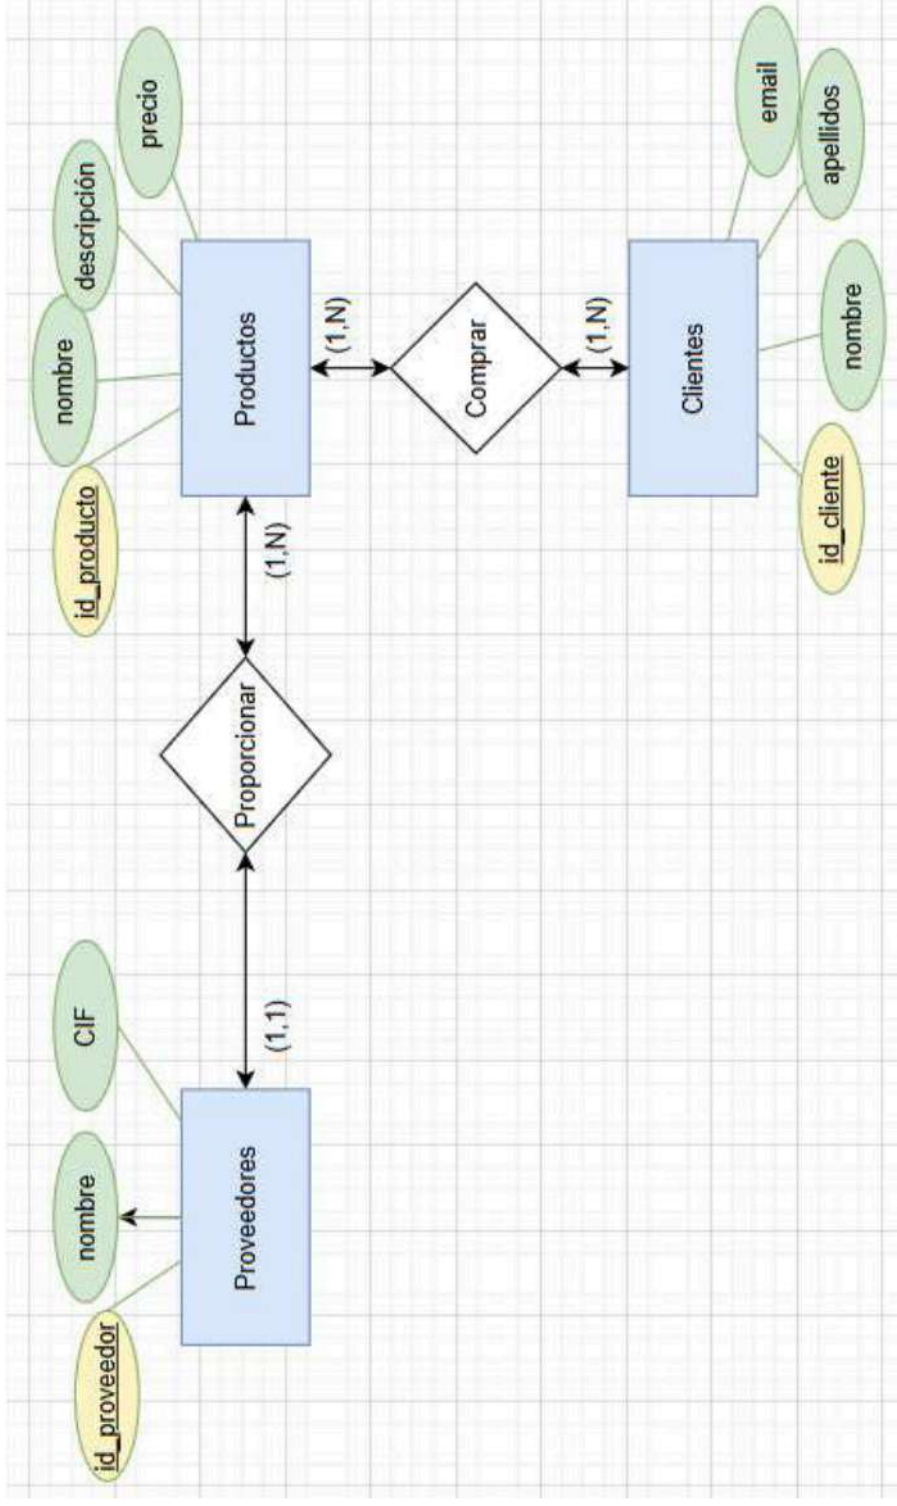 id_proveedor
nombre
CIF
Proveedores
(1,1)
Proporcionar
(1,N)
id_producto
nombre
descripción
precio
Productos
(1,N)
Comprar
(1,N)
Clientes
id_cliente
nombre
apellidos
email